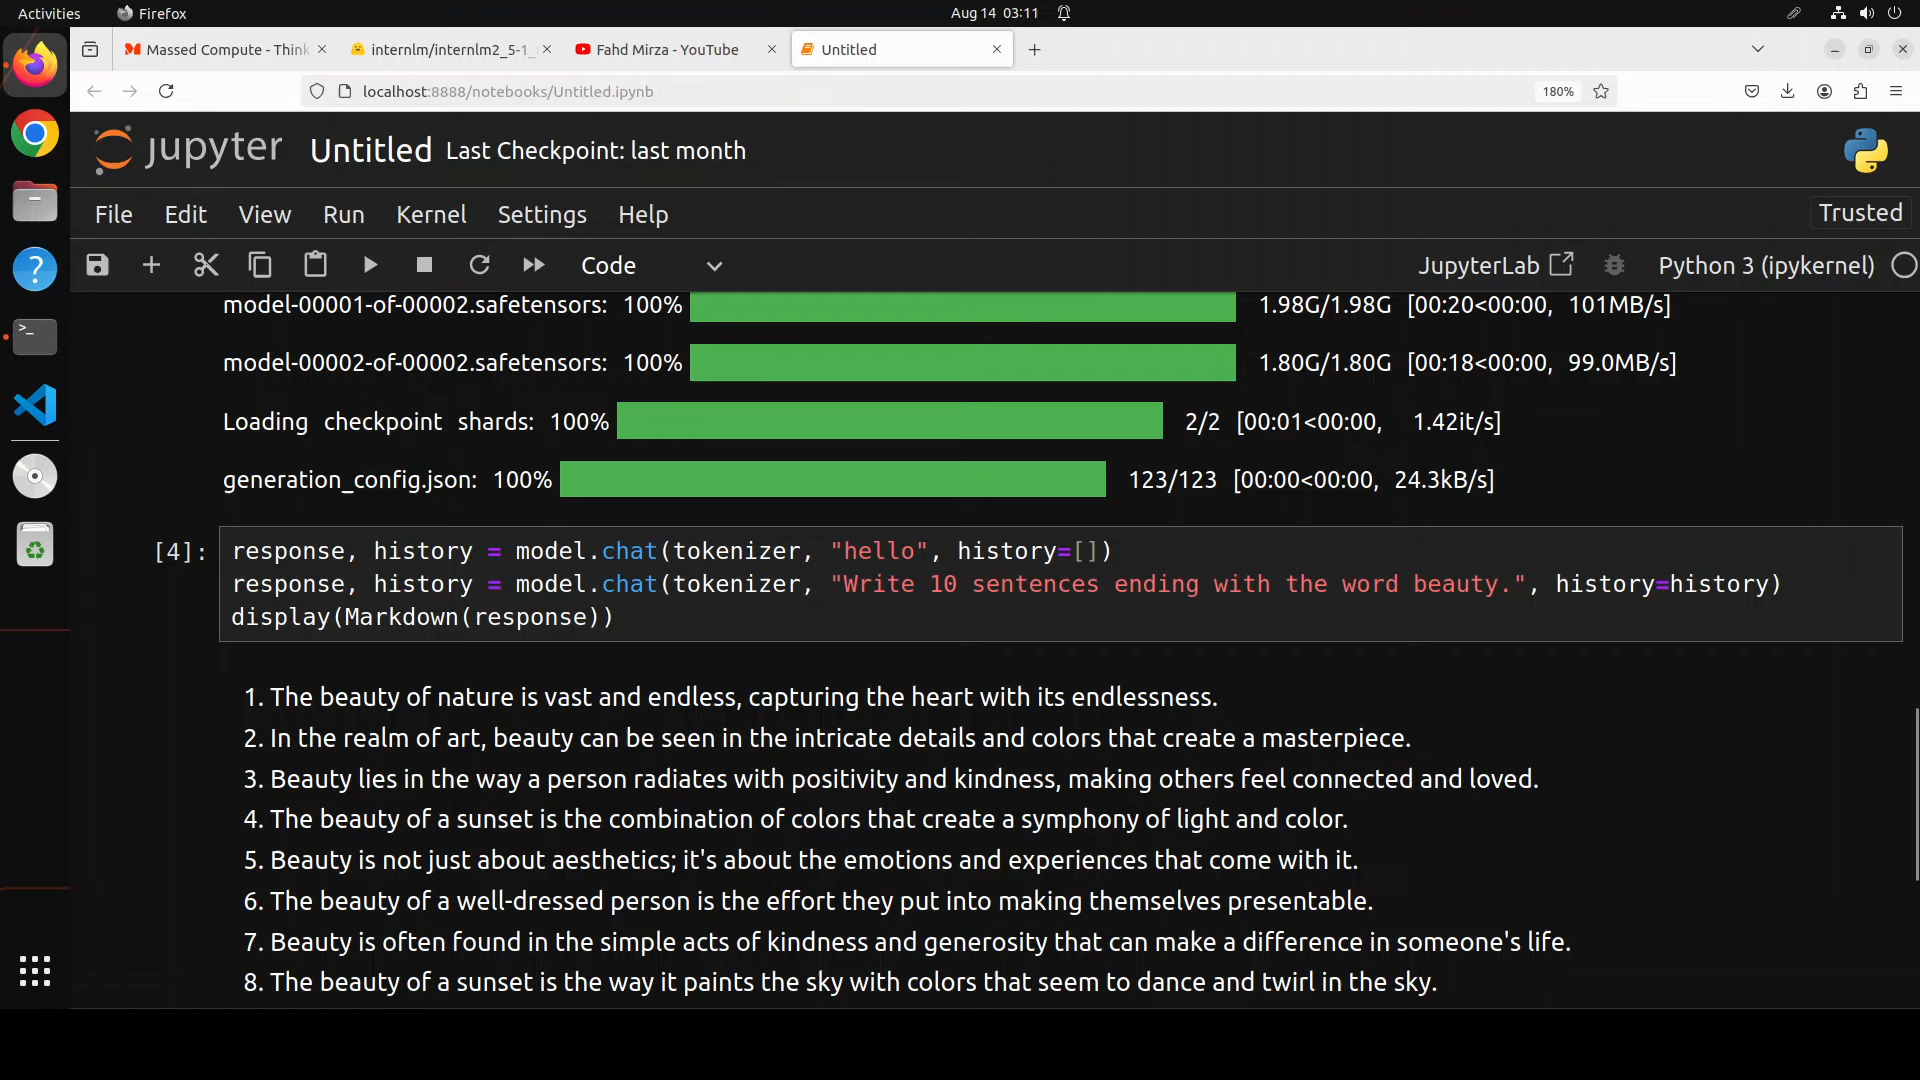 Activities
Firefox
Aug 14 03:11
Massed Compute - Think
internlm/internlm2_5-1_
Fahd Mirza - YouTube
Untitled
localhost:8888/notebooks/Untitled.ipynb
180%
jupyter
Untitled
Last Checkpoint: last month
File Edit View Run Kernel Settings Help
Trusted
Code
JupyterLab
Python 3 (ipykernel)
model-00001-of-00002.safetensors: 100% 1.98G/1.98G [00:20<00:00, 101MB/s]
model-00002-of-00002.safetensors: 100% 1.80G/1.80G [00:18<00:00, 99.0MB/s]
Loading checkpoint shards: 100% 2/2 [00:01<00:00, 1.42it/s]
generation_config.json: 100% 123/123 [00:00<00:00, 24.3kB/s]
[4]: response, history = model.chat(tokenizer, "hello", history=[])
response, history = model.chat(tokenizer, "Write 10 sentences ending with the word beauty.", history=history)
display(Markdown(response))
1. The beauty of nature is vast and endless, capturing the heart with its endlessness.
2. In the realm of art, beauty can be seen in the intricate details and colors that create a masterpiece.
3. Beauty lies in the way a person radiates with positivity and kindness, making others feel connected and loved.
4. The beauty of a sunset is the combination of colors that create a symphony of light and color.
5. Beauty is not just about aesthetics; it's about the emotions and experiences that come with it.
6. The beauty of a well-dressed person is the effort they put into making themselves presentable.
7. Beauty is often found in the simple acts of kindness and generosity that can make a difference in someone's life.
8. The beauty of a sunset is the way it paints the sky with colors that seem to dance and twirl in the sky.